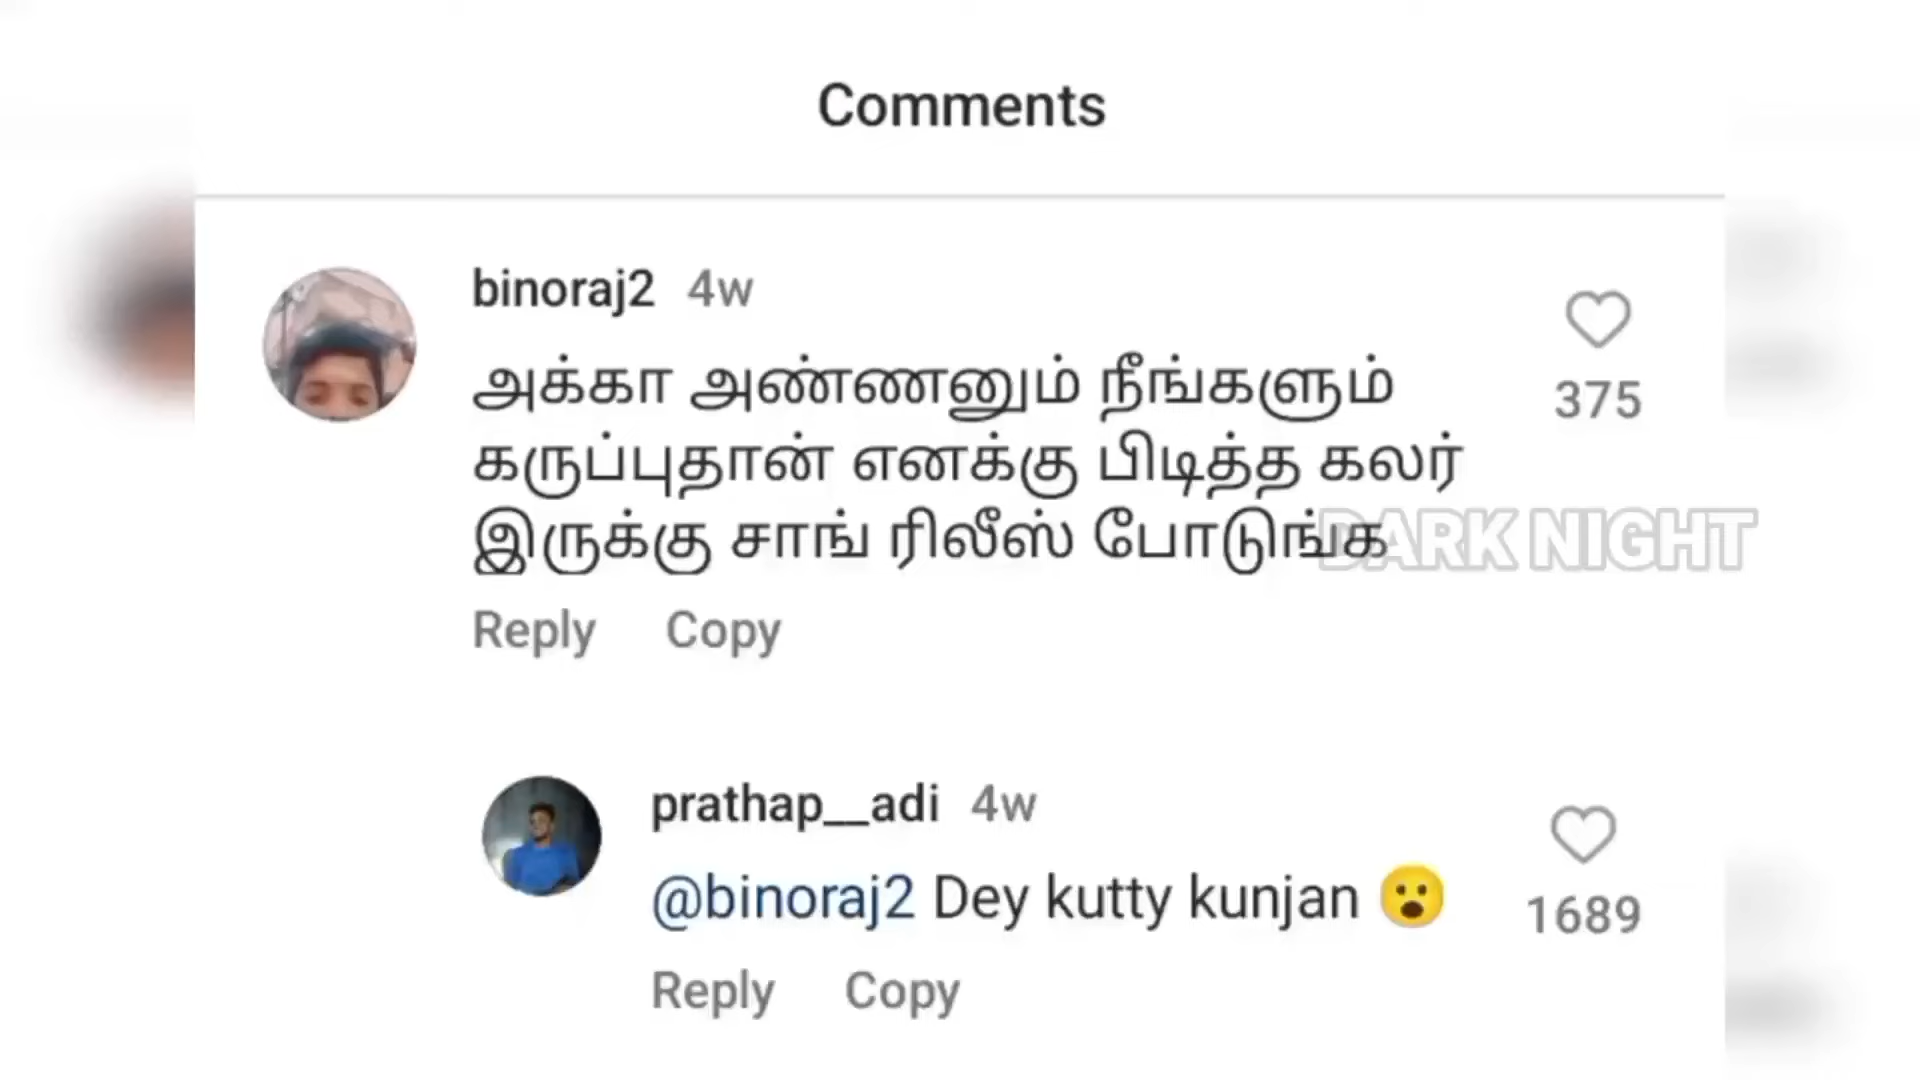 Comments
binoraj2 4w
அக்கா அண்ணனும் நீங்களும்
கருப்புதான் எனக்கு பிடித்த கலர்
இருக்கு சாங் ரிலீஸ் போடுங்க
375
DARK NIGHT
Reply Copy
prathap__adi 4w
@binoraj2 Dey kutty kunjan 😮
1689
Reply Copy